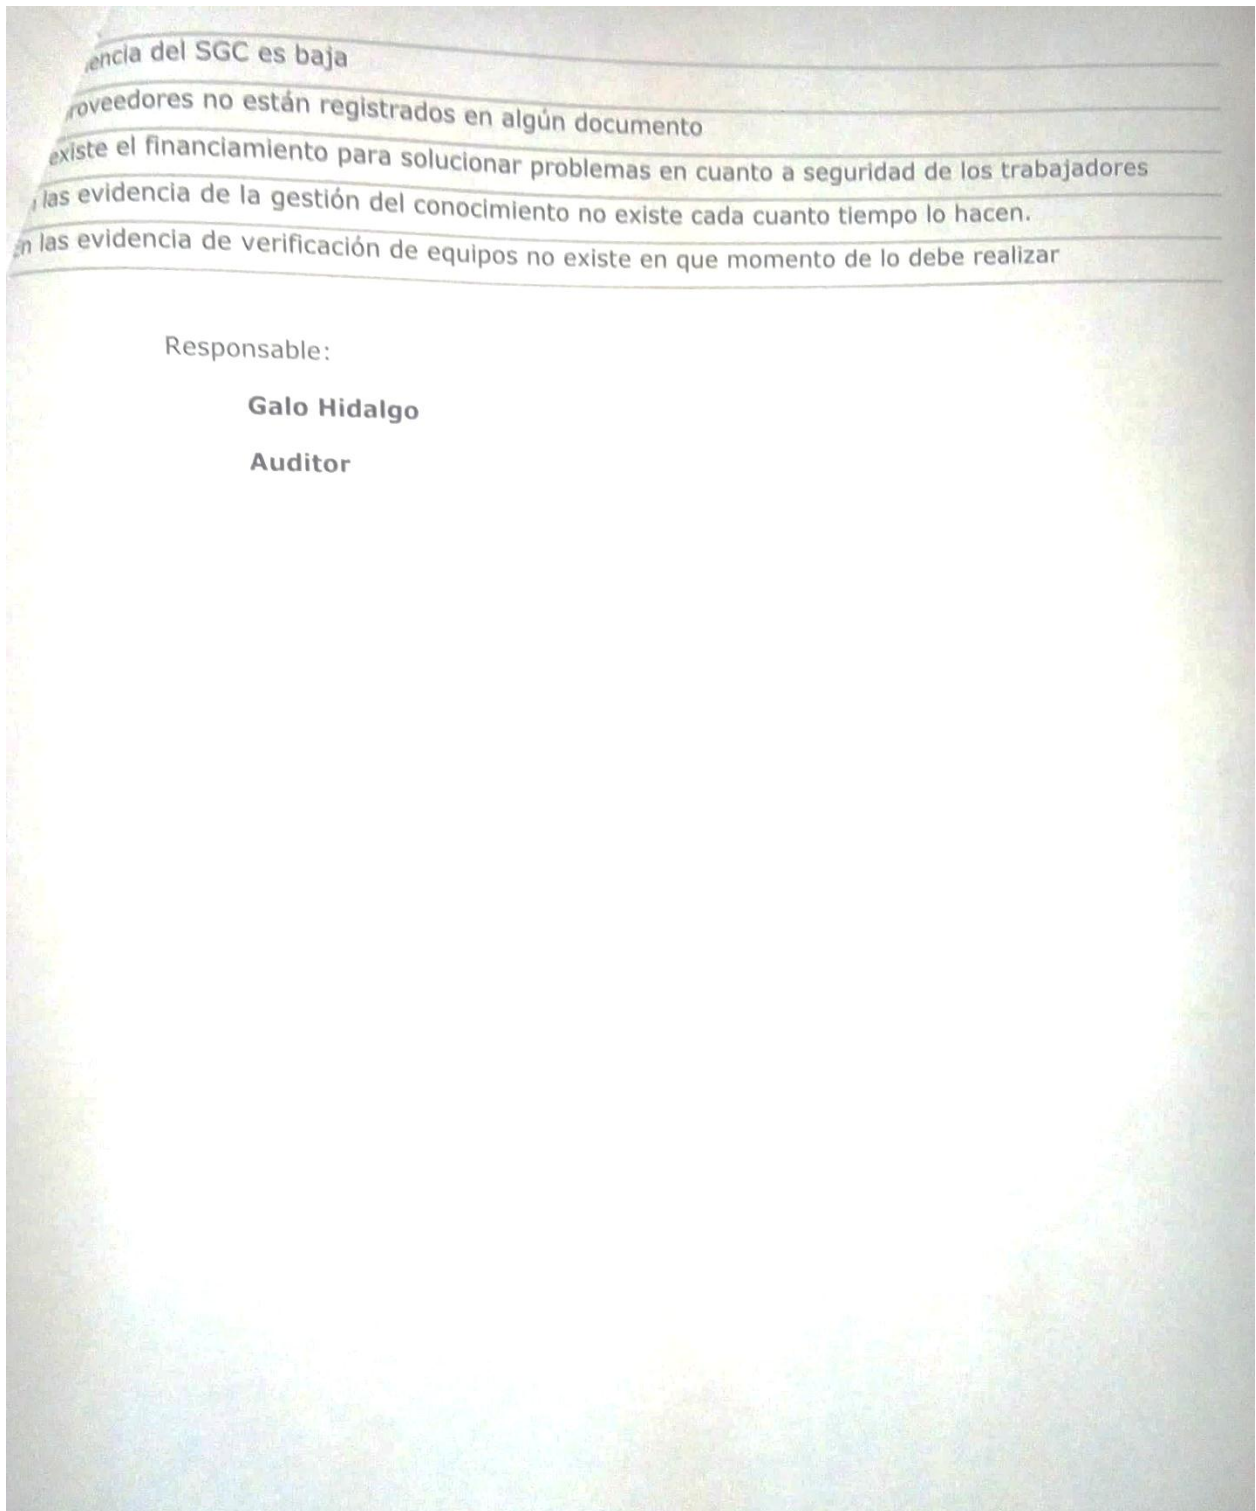 del SGC es baja
no están registrados en algún documento
existe el financiamiento para solucionar problemas en cuanto a seguridad de los trabajadores
las evidencia de la gestión del conocimiento no existe cada cuanto tiempo lo hacen.
las evidencia de verificación de equipos no existe en que momento de lo debe realizar
Responsable:
Galo Hidalgo
Auditor